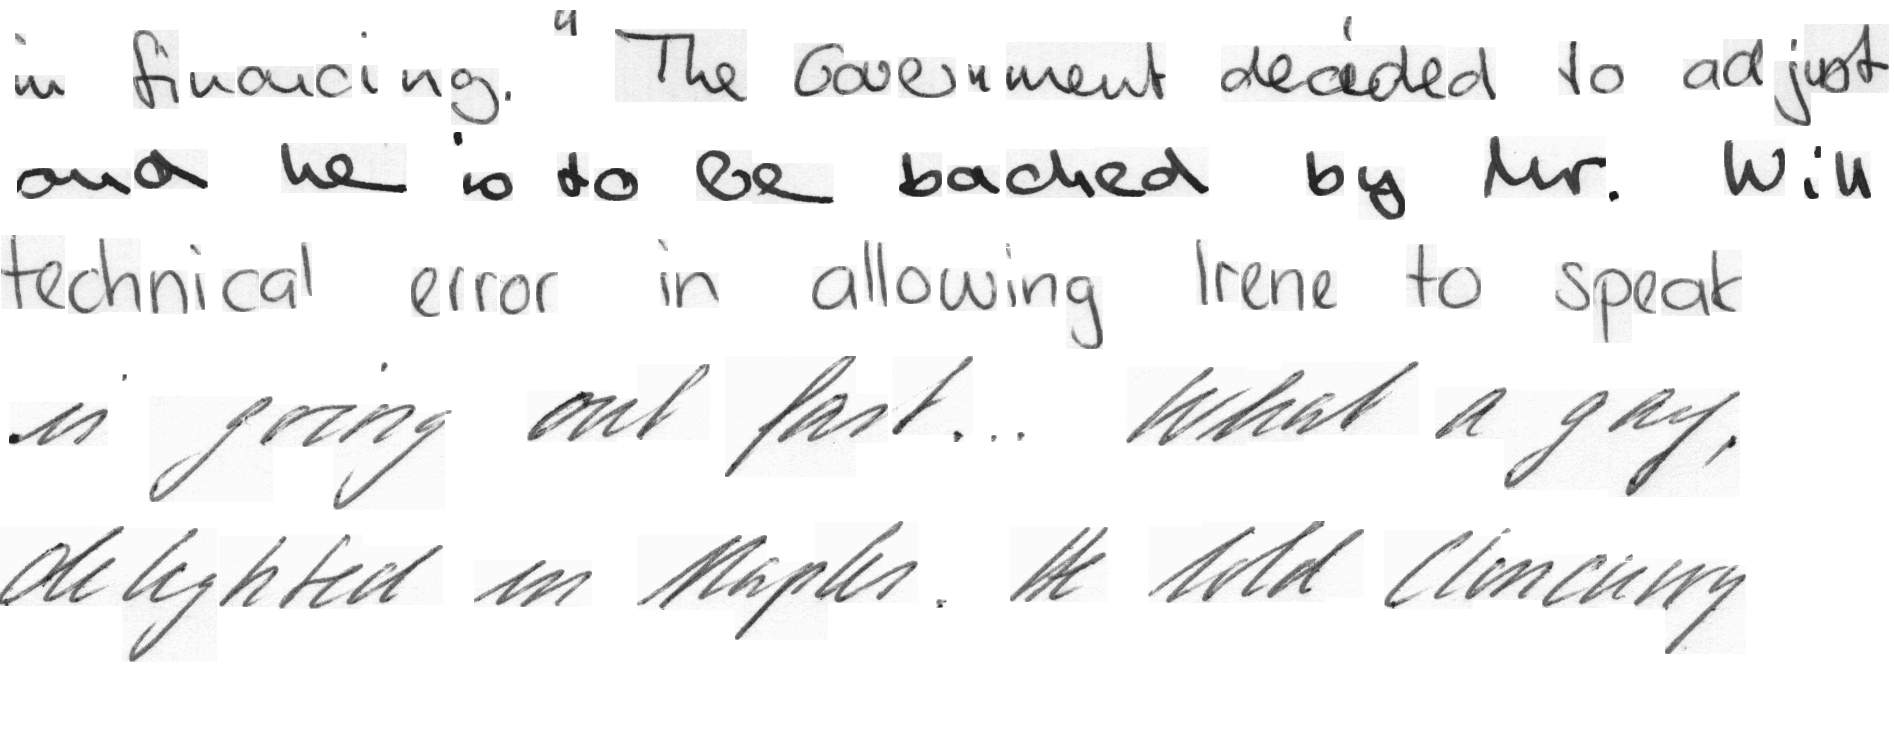 in financing." The Government decided to adjust
and he is to be backed by Mr. Will
technical error in allowing Irene to speak
is going out fast... What a gay,
delighted in Naples. He told Cloncurry